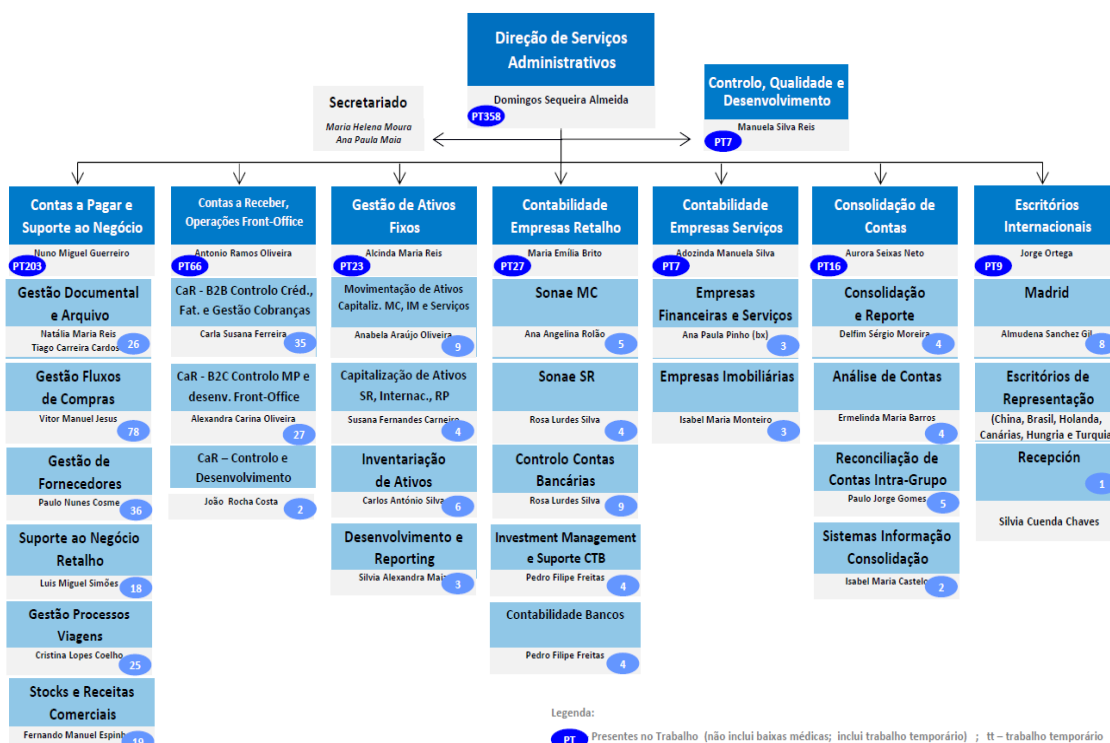 Direção de Serviços
Administrativos
Domingos Sequeira Almeida
PT358
Controlo, Qualidade e
Desenvolvimento
Manuela Silva Reis
PT7
Secretariado
Maria Helena Moura
Ana Paula Maia
Contas a Pagar e
Suporte ao Negócio
Nuno Miguel Guerreiro
PT203
Gestão Documental
e Arquivo
Natália Maria Reis
Tiago Carreira Cardos
26
Gestão Fluxos
de Compras
Vitor Manuel Jesus
78
Gestão de
Fornecedores
Paulo Nunes Cosme
36
Suporte ao Negócio
Retalho
Luis Miguel Simões
18
Gestão Processos
Viagens
Cristina Lopes Coelho
25
Stocks e Receitas
Comerciais
Fernando Manuel Espinh
19
Contas a Receber,
Operações Front-Office
Antonio Ramos Oliveira
PT66
CaR - B2B Controlo Créd.,
Fat. e Gestão Cobranças
Carla Susana Ferreira
35
CaR - B2C Controlo MP e
desenv. Front-Office
Alexandra Carina Oliveira
27
CaR – Controlo e
Desenvolvimento
João Rocha Costa
2
Gestão de Ativos
Fixos
Alcinda Maria Reis
PT23
Movimentação de Ativos
Capitaliz. MC, IM e Serviços
Anabela Araújo Oliveira
9
Capitalização de Ativos
SR, Internac., RP
Susana Fernandes Carneiro
4
Inventariação
de Ativos
Carlos António Silva
6
Desenvolvimento e
Reporting
Silvia Alexandra Maia
3
Contabilidade
Empresas Retalho
Maria Emília Brito
PT27
Sonae MC
Ana Angelina Rolão
5
Sonae SR
Rosa Lurdes Silva
4
Controlo Contas
Bancárias
Rosa Lurdes Silva
9
Investment Management
e Suporte CTB
Pedro Filipe Freitas
4
Contabilidade Bancos
Pedro Filipe Freitas
4
Contabilidade
Empresas Serviços
Adozinda Manuela Silva
PT7
Empresas
Financeiras e Serviços
Ana Paula Pinho (bx)
3
Empresas Imobiliárias
Isabel Maria Monteiro
3
Consolidação de
Contas
Aurora Seixas Neto
PT16
Consolidação
e Reporte
Delfim Sérgio Moreira
4
Análise de Contas
Ermelinda Maria Barros
4
Reconciliação de
Contas Intra-Grupo
Paulo Jorge Gomes
5
Sistemas Informação
Consolidação
Isabel Maria Castelo
2
Escritórios
Internacionais
Jorge Ortega
PT9
Madrid
Almudena Sanchez Gil
8
Escritórios de
Representação
(China, Brasil, Holanda,
Canárias, Hungria e Turquia
Recepción
1
Silvia Cuenda Chaves
Legenda:
PT Presentes no Trabalho (não inclui baixas médicas; inclui trabalho temporário) ; tt – trabalho temporário